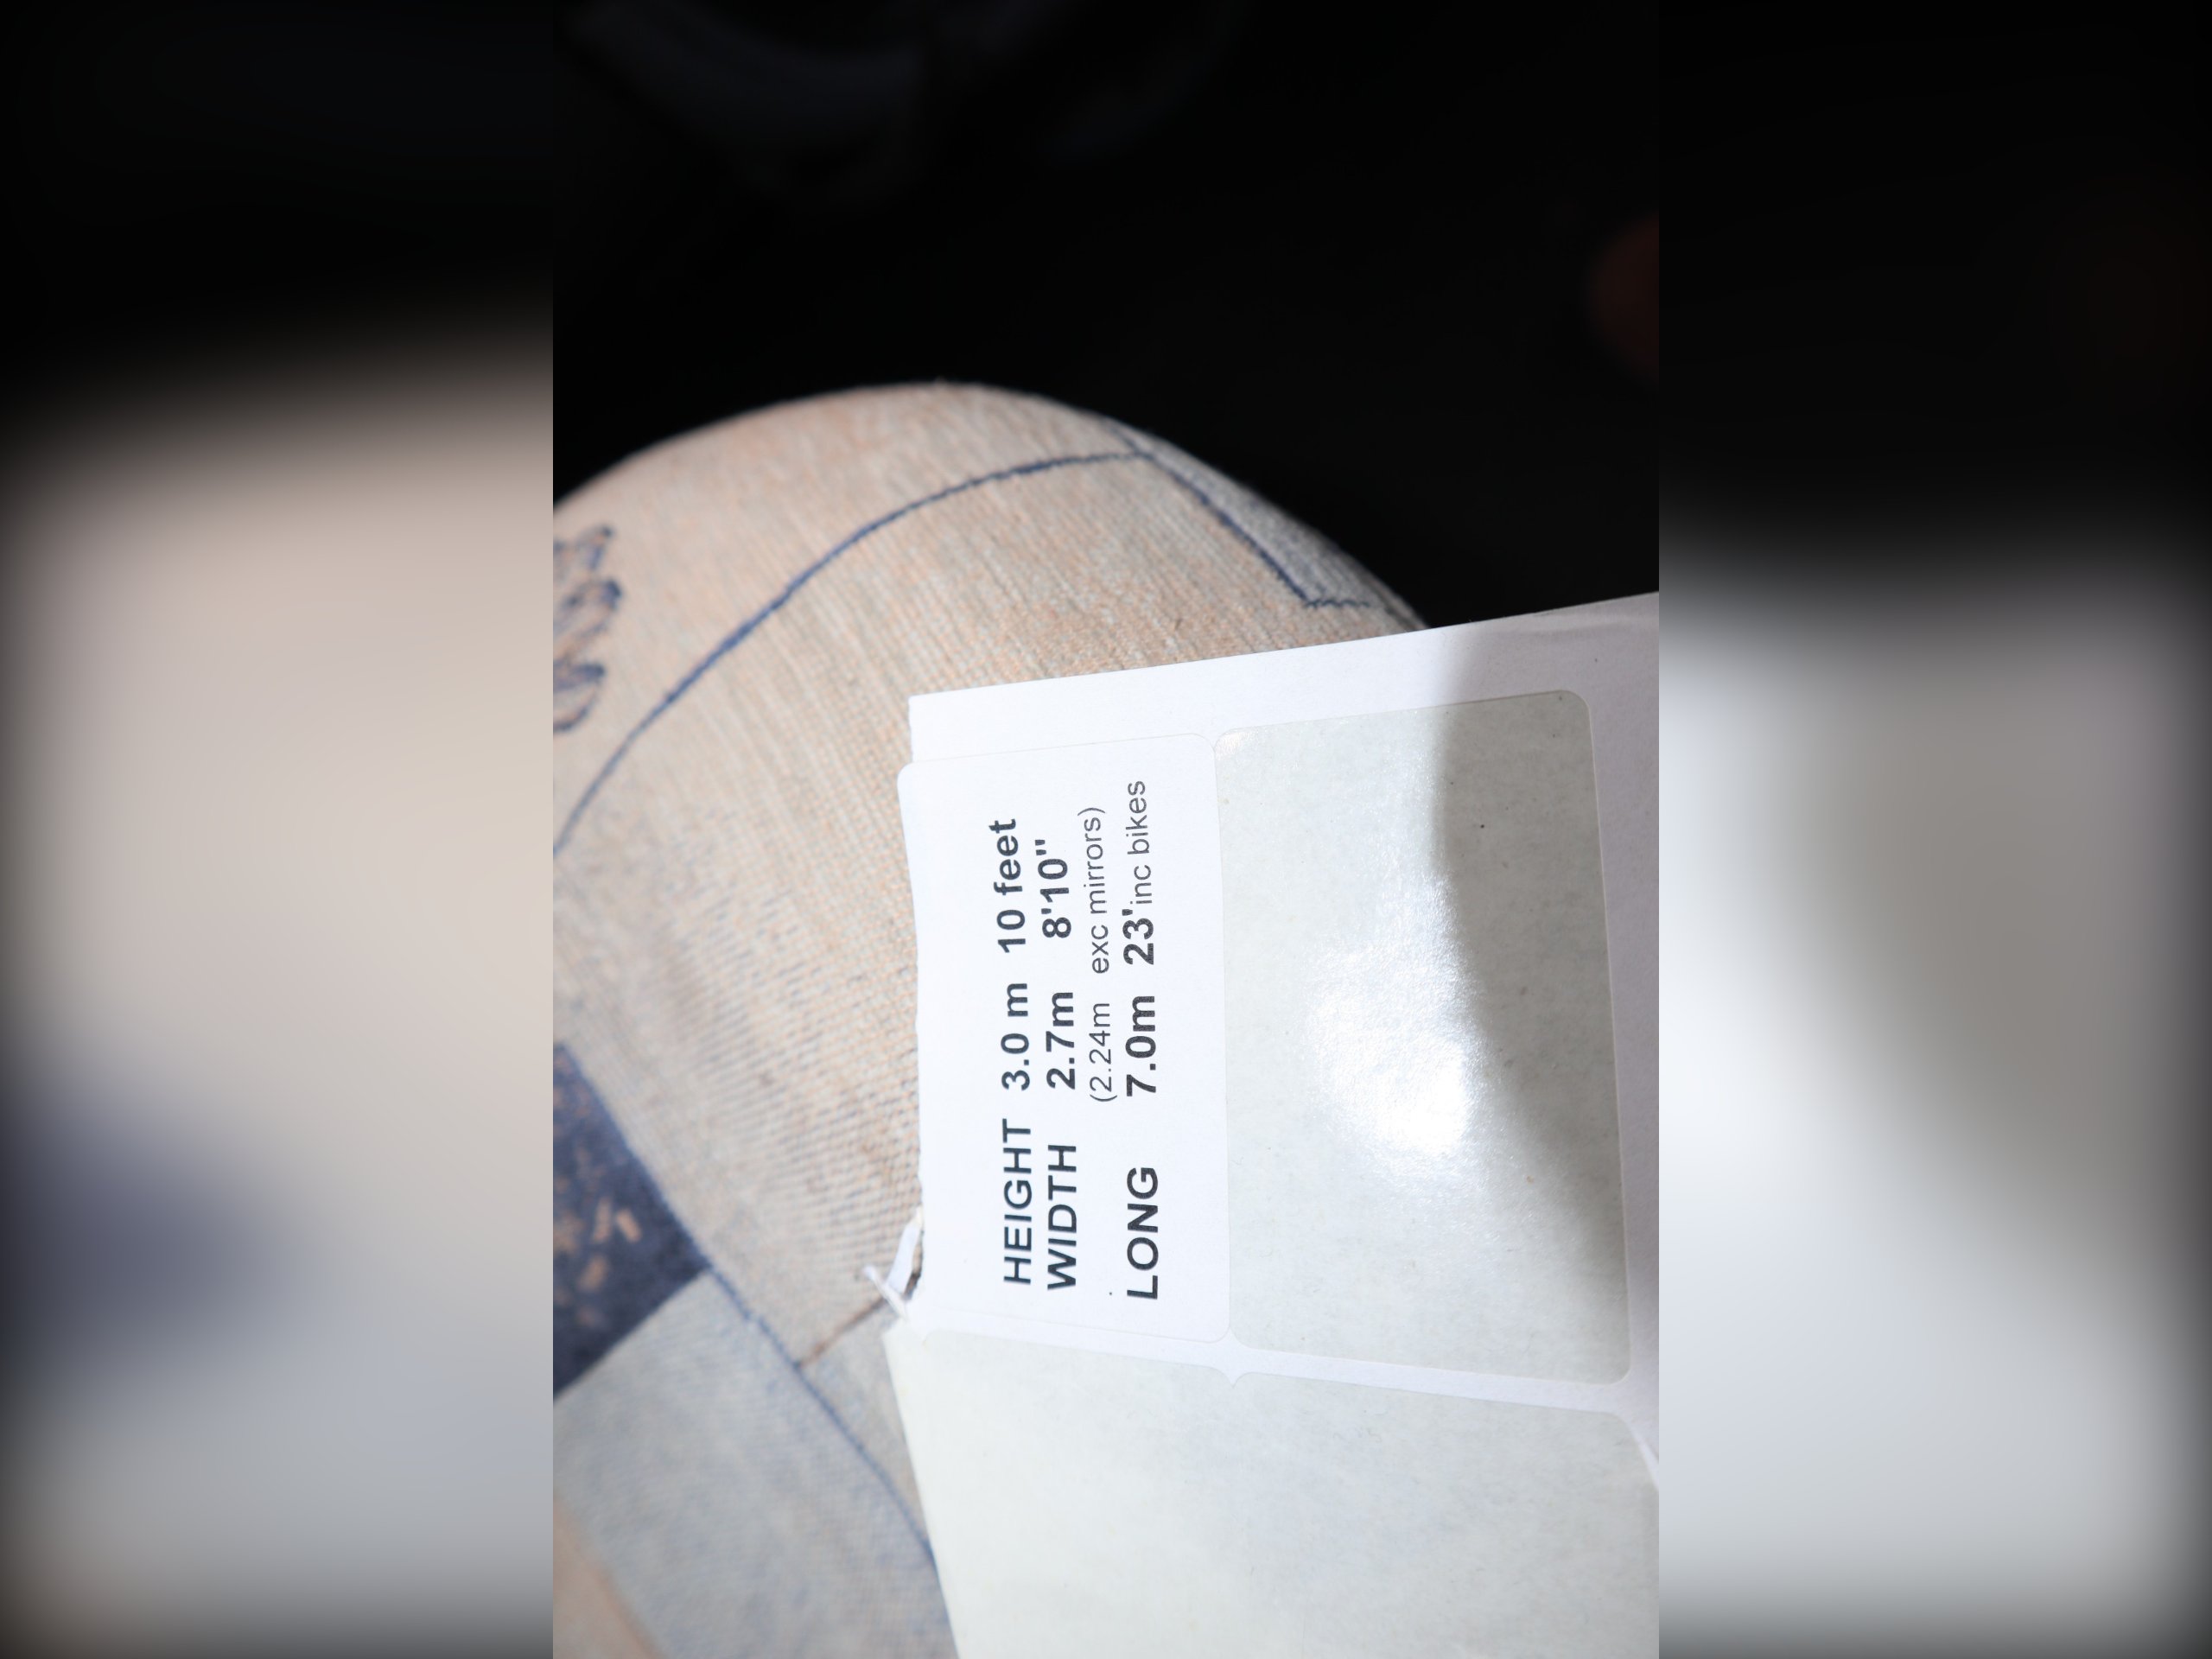 HEIGHT 3.0 m 10 feet
WIDTH 2.7m 8'10"
(2.24m exc mirrors)
LONG 7.0m 23'inc bikes